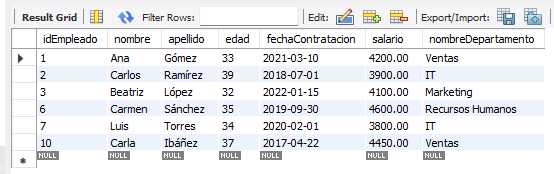 Result Grid Filter Rows: Edit: Export/Import:
idEmpleado nombre apellido edad fechaContratacion salario nombreDepartamento
1 Ana Gómez 33 2021-03-10 4200.00 Ventas
2 Carlos Ramírez 39 2018-07-01 3900.00 IT
3 Beatriz López 32 2022-01-15 4100.00 Marketing
6 Carmen Sánchez 35 2019-09-30 4600.00 Recursos Humanos
7 Luis Torres 34 2020-02-01 3800.00 IT
10 Carla Ibáñez 37 2017-04-22 4450.00 Ventas
NULL NULL NULL NULL NULL NULL NULL